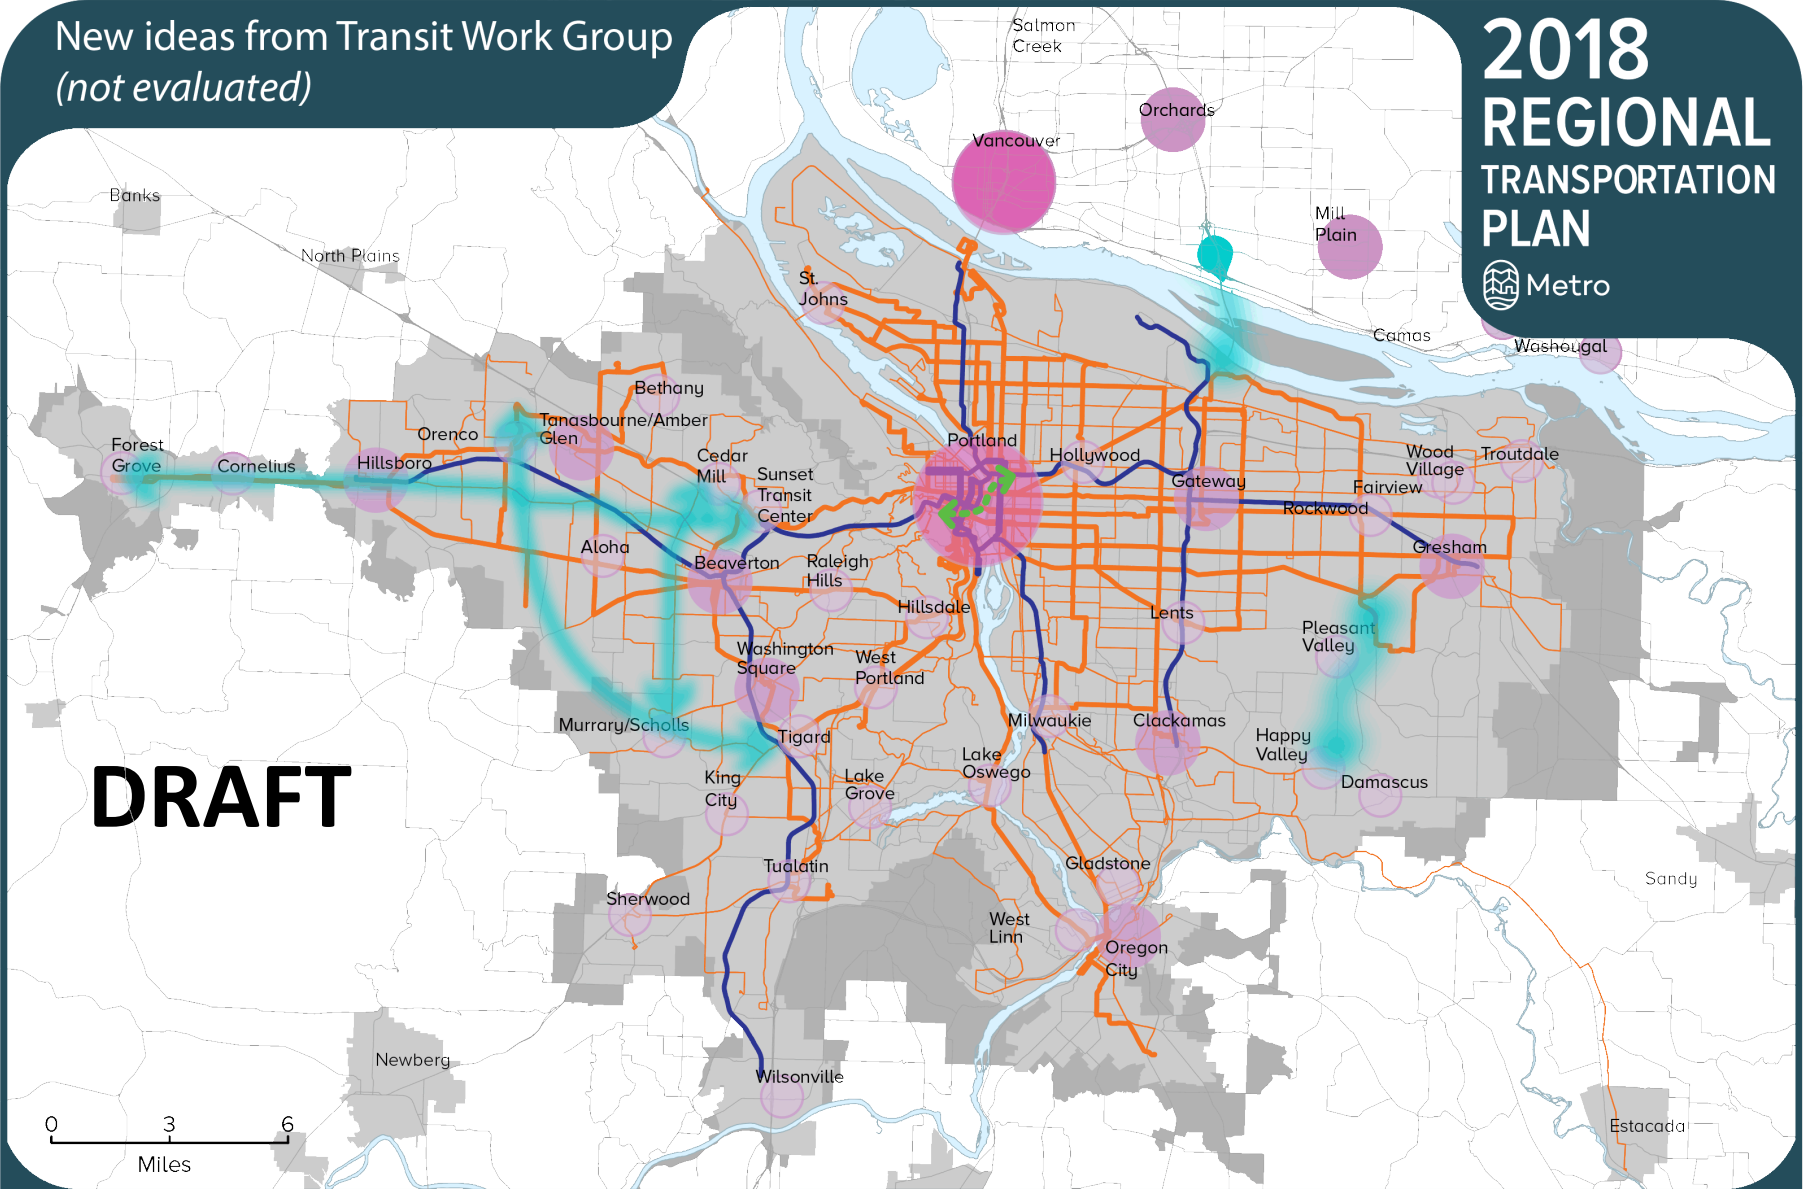 New ideas from Transit Work Group
(not evaluated)
2018
REGIONAL
TRANSPORTATION
PLAN
Metro
Salmon
Creek
Orchards
Vancouver
Mill
Plain
Camas
Washougal
Banks
North Plains
St.
Johns
Bethany
Tanasbourne/Amber
Glen
Orenco
Forest
Grove
Cornelius
Hillsboro
Cedar
Mill
Sunset
Transit
Center
Portland
Hollywood
Gateway
Wood
Village
Troutdale
Fairview
Rockwood
Gresham
Aloha
Beaverton
Raleigh
Hills
Hillsdale
Lents
Pleasant
Valley
Washington
Square
West
Portland
Murrary/Scholls
Tigard
Milwaukie
Clackamas
Happy
Valley
Damascus
King
City
Lake
Grove
Lake
Oswego
DRAFT
Tualatin
Gladstone
Sherwood
West
Linn
Oregon
City
Sandy
Newberg
Wilsonville
Estacada
0 3 6
Miles